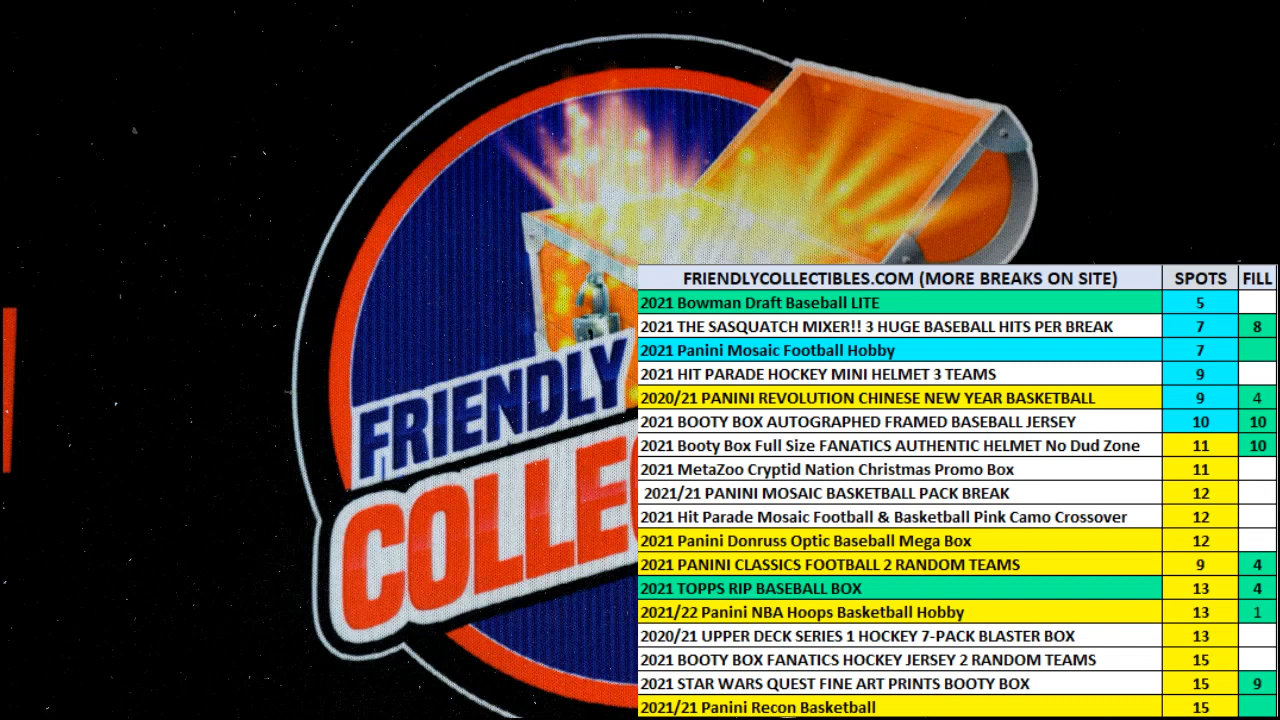 FRIENDLY
COLLE
FRIENDLYCOLLECTIBLES.COM (MORE BREAKS ON SITE) SPOTS FILL
2021 Bowman Draft Baseball LITE 5
2021 THE SASQUATCH MIXER!! 3 HUGE BASEBALL HITS PER BREAK 7 8
2021 Panini Mosaic Football Hobby 7
2021 HIT PARADE HOCKEY MINI HELMET 3 TEAMS 9
2020/21 PANINI REVOLUTION CHINESE NEW YEAR BASKETBALL 9 4
2021 BOOTY BOX AUTOGRAPHED FRAMED BASEBALL JERSEY 10 10
2021 Booty Box Full Size FANATICS AUTHENTIC HELMET No Dud Zone 11 10
2021 MetaZoo Cryptid Nation Christmas Promo Box 11
2021/21 PANINI MOSAIC BASKETBALL PACK BREAK 12
2021 Hit Parade Mosaic Football & Basketball Pink Camo Crossover 12
2021 Panini Donruss Optic Baseball Mega Box 12
2021 PANINI CLASSICS FOOTBALL 2 RANDOM TEAMS 9 4
2021 TOPPS RIP BASEBALL BOX 13 4
2021/22 Panini NBA Hoops Basketball Hobby 13 1
2020/21 UPPER DECK SERIES 1 HOCKEY 7-PACK BLASTER BOX 13
2021 BOOTY BOX FANATICS HOCKEY JERSEY 2 RANDOM TEAMS 15
2021 STAR WARS QUEST FINE ART PRINTS BOOTY BOX 15 9
2021/21 Panini Recon Basketball 15